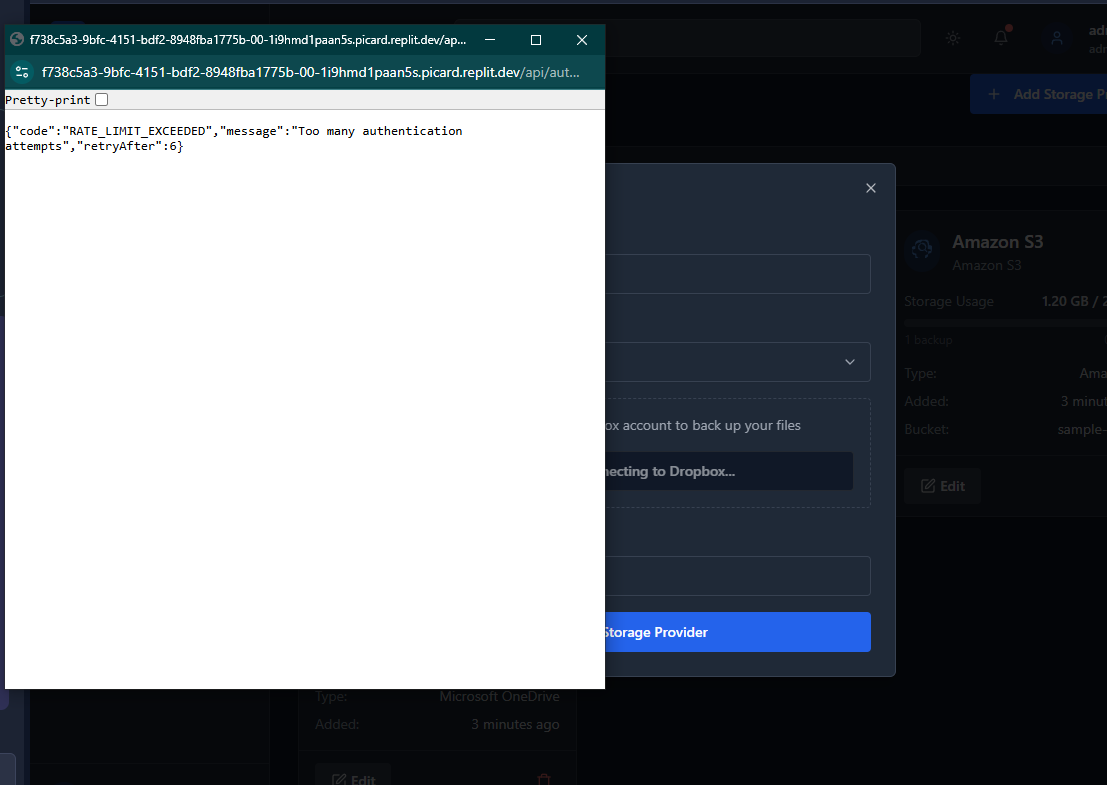 f738c5a3-9bfc-4151-bdf2-8948fba1775b-00-1i9hmd1paan5s.picard.replit.dev/ap...
f738c5a3-9bfc-4151-bdf2-8948fba1775b-00-1i9hmd1paan5s.picard.replit.dev/api/aut...
Pretty-print
{"code":"RATE_LIMIT_EXCEEDED","message":"Too many authentication
attempts","retryAfter":6}
adm
adm
+ Add Storage Pr
ox account to back up your files
necting to Dropbox...
Storage Provider
Amazon S3
Amazon S3
Storage Usage 1.20 GB / 2
1 backup
Type: Ama
Added: 3 minut
Bucket: sample-
Edit
Type: Microsoft OneDrive
Added: 3 minutes ago
Edit